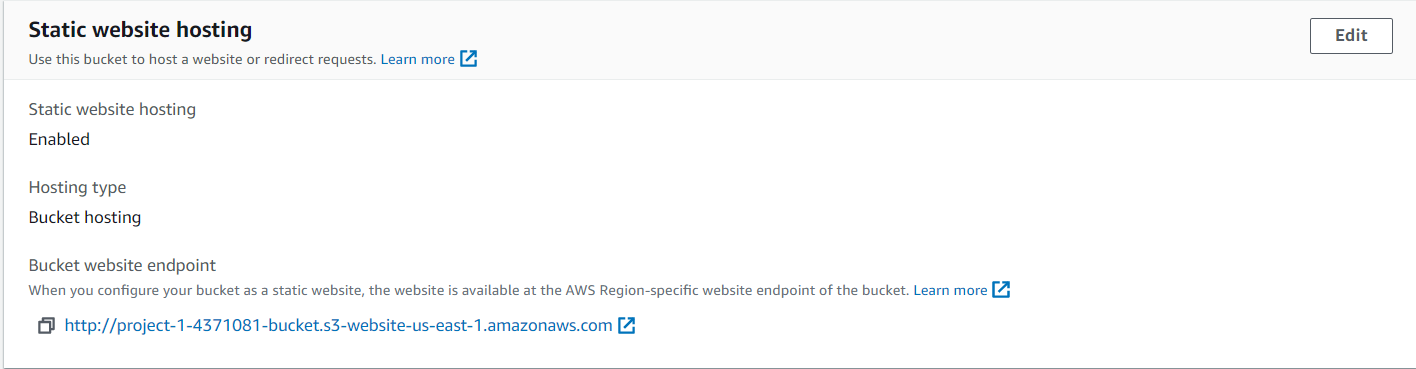 Static website hosting
Edit
Use this bucket to host a website or redirect requests. Learn more
Static website hosting
Enabled
Hosting type
Bucket hosting
Bucket website endpoint
When you configure your bucket as a static website, the website is available at the AWS Region-specific website endpoint of the bucket. Learn more
http://project-1-4371081-bucket.s3-website-us-east-1.amazonaws.com